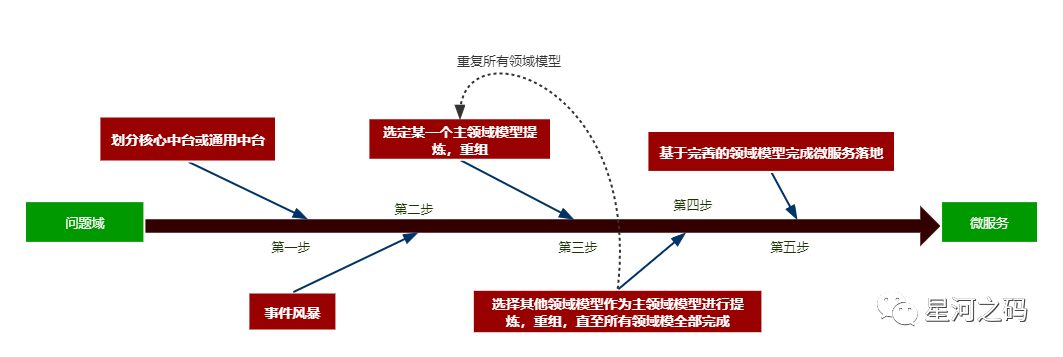 重复所有领域模型
划分核心中台或通用中台
选定某一个主领域模型提
炼，重组
基于完善的领域模型完成微服务落地
问题域
第二步
第四步
微服务
第一步
第三步
第五步
事件风暴
选择其他领域模型作为主领域模型进行提
炼，重组，直至所有领域模全部完成
星河之码